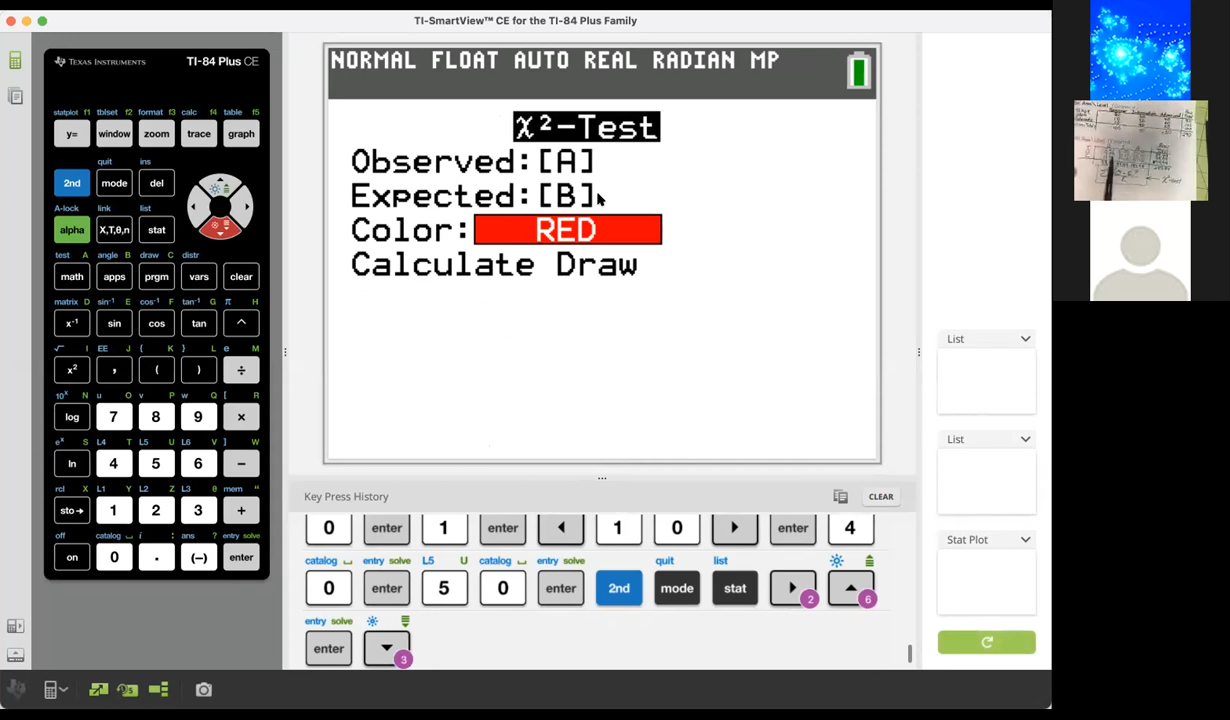 TI-SmartView™ CE for the TI-84 Plus Family
TEXAS INSTRUMENTS TI-84 Plus CE
statplot f1 tblset f2 format f3 calc f4 table f5
y= window zoom trace graph
quit ins
2nd mode del
A-lock link list
alpha X,T,θ,n stat
test A angle B draw C distr
math apps prgm vars clear
matrix D sin⁻¹ E cos⁻¹ F tan⁻¹ G π H
x⁻¹ sin cos tan ^
√ I EE J { K } L e M
x² , ( ) ÷
10ˣ N u O v P w Q [ R
log 7 8 9 ×
eˣ S L4 T L5 U L6 V ] W
ln 4 5 6 −
rcl X L1 Y L2 Z L3 θ mem "
sto→ 1 2 3 +
off catalog ␣ i : ans ? entry solve
on 0 . (−) enter
NORMAL FLOAT AUTO REAL RADIAN MP
χ²-Test
Observed:[A]
Expected:[B]
Color: RED
Calculate Draw
Key Press History
CLEAR
0 enter 1 enter 1 0 enter 4
catalog ␣ entry solve L5 U catalog ␣ entry solve quit list
0 enter 5 0 enter 2nd mode stat 2 6
entry solve
enter 3
List
List
Stat Plot